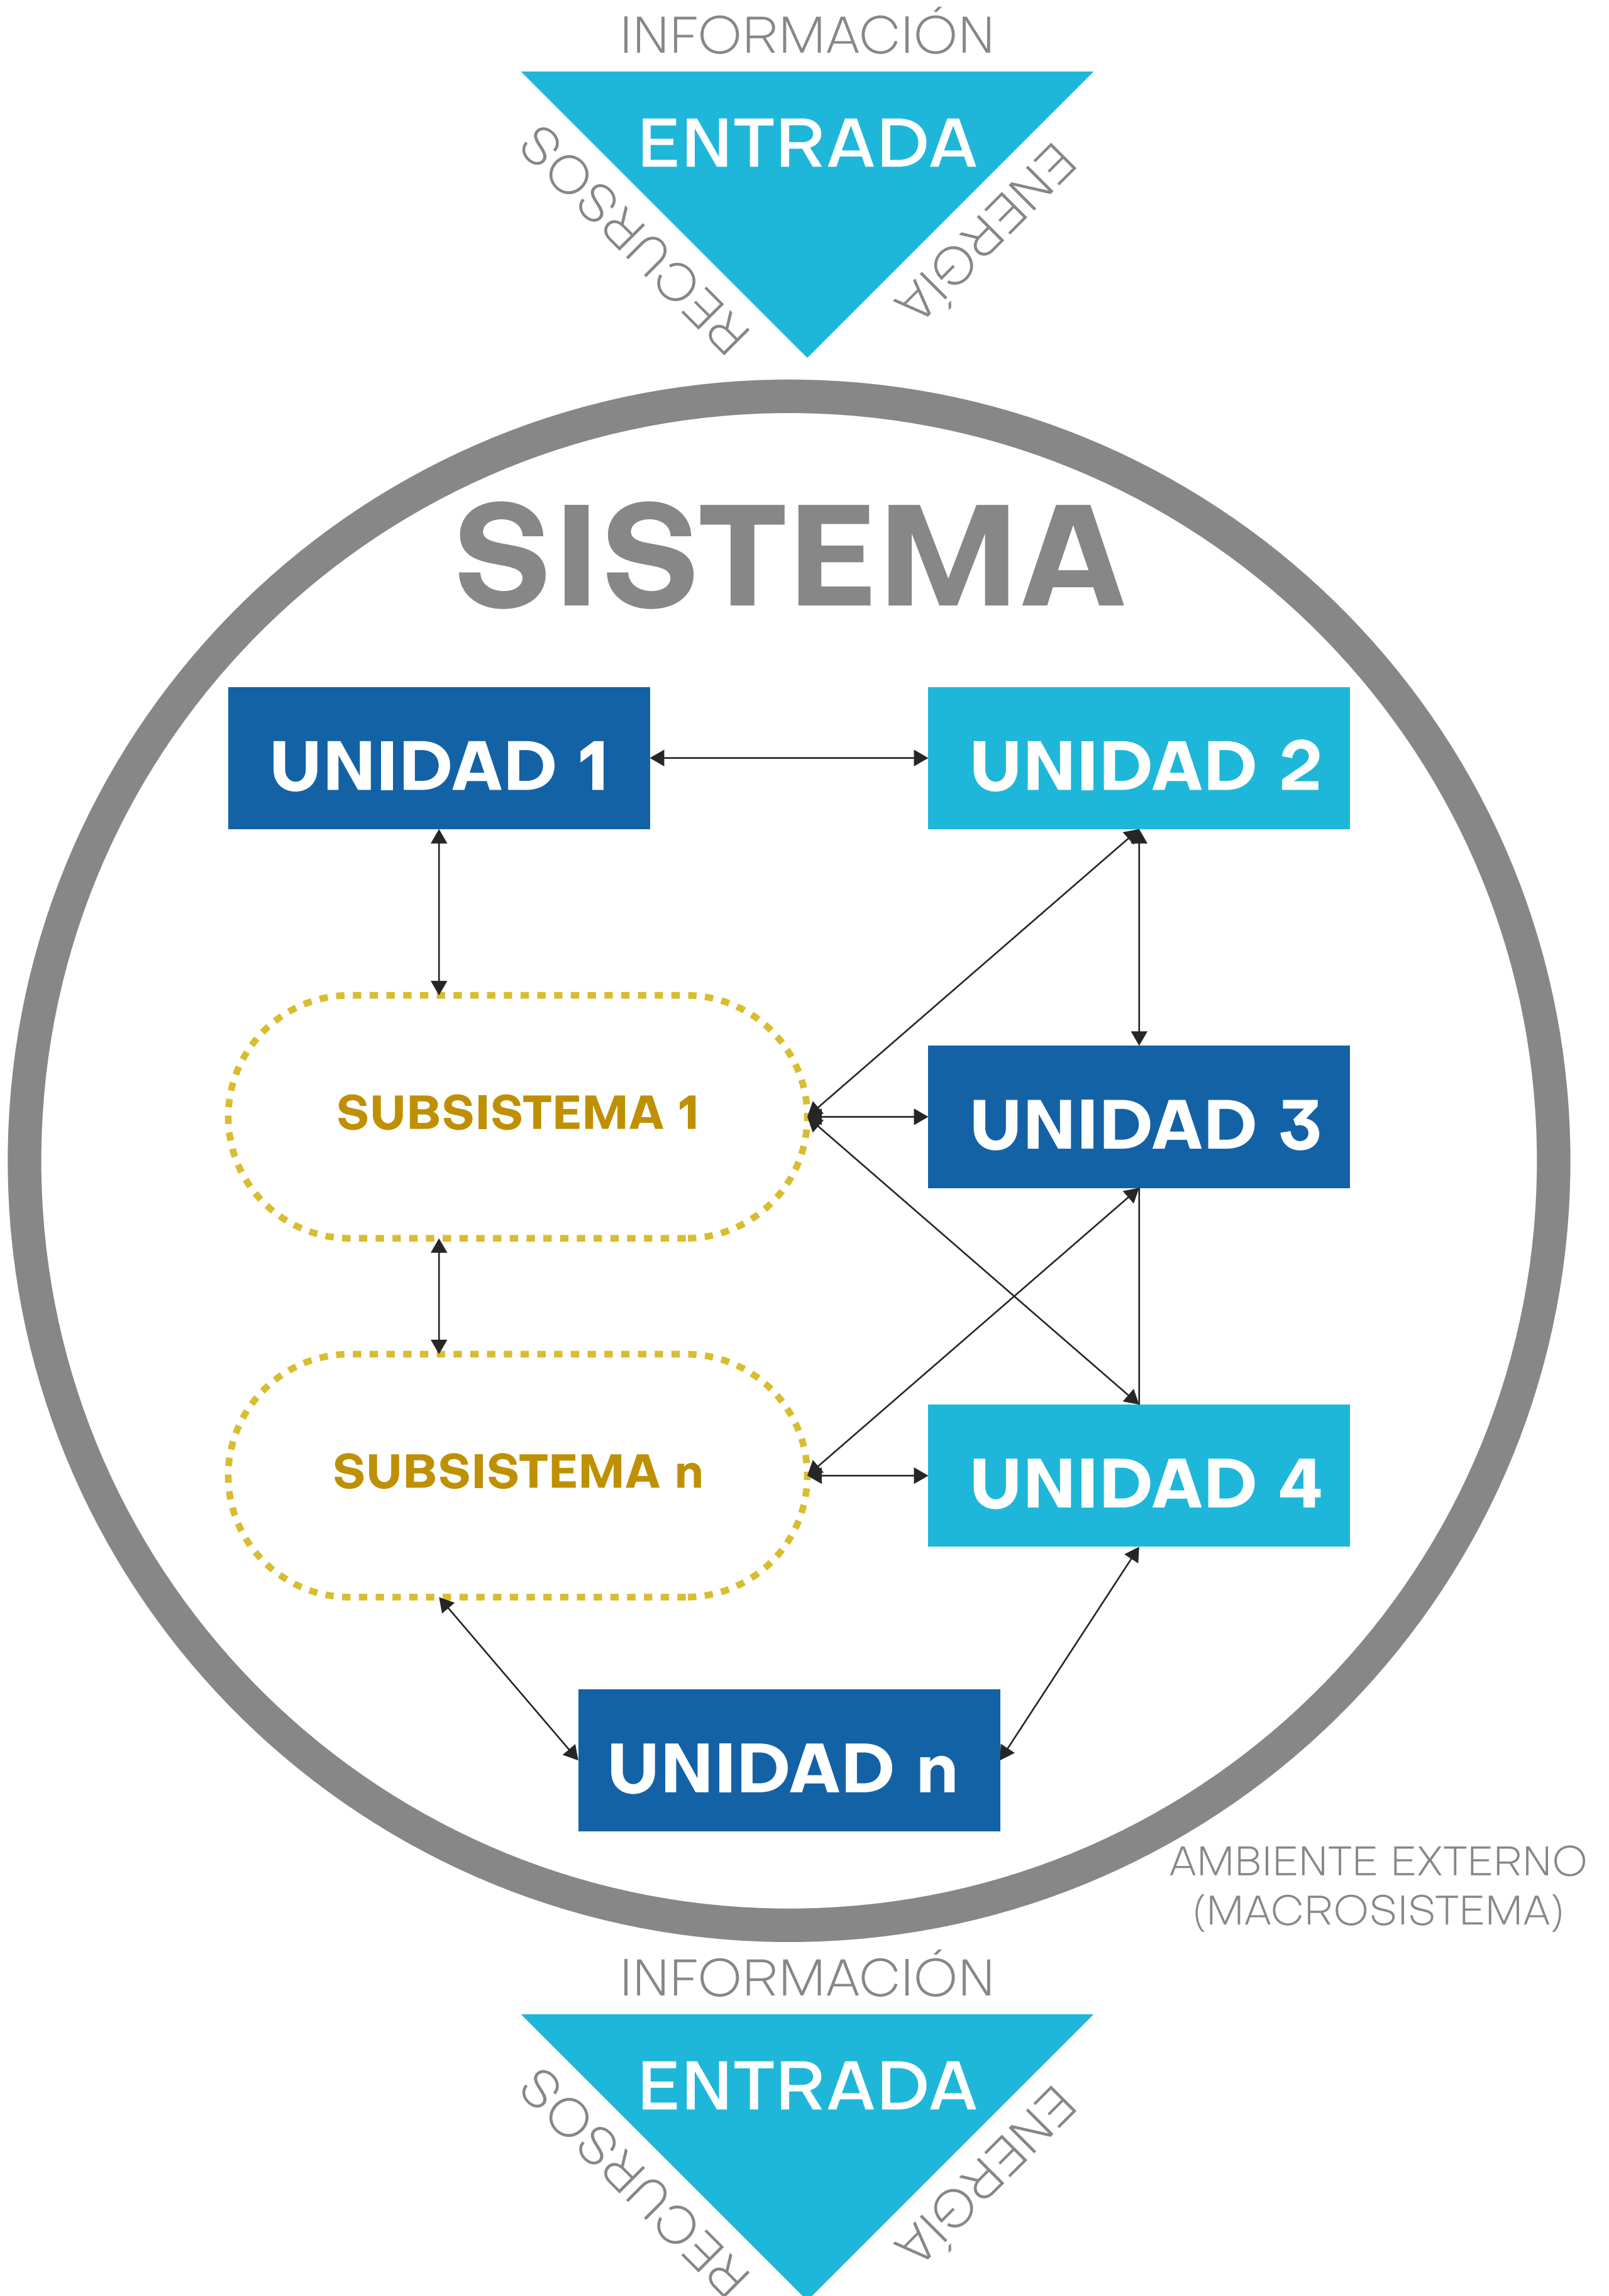 INFORMACIÓN
ENTRADA
RECURSOS
ENERGÍA
SISTEMA
UNIDAD 1
UNIDAD 2
SUBSISTEMA 1
UNIDAD 3
SUBSISTEMA n
UNIDAD 4
UNIDAD n
AMBIENTE EXTERNO
(MACROSISTEMA)
INFORMACIÓN
ENTRADA
RECURSOS
ENERGÍA